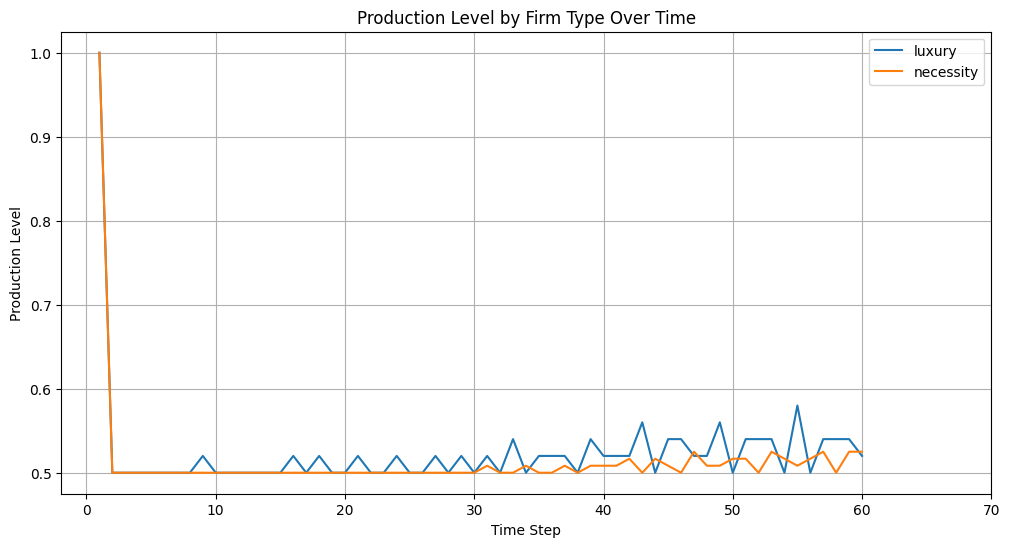 Production Level by Firm Type Over Time
luxury
necessity
Production Level
1.0
0.9
0.8
0.7
0.6
0.5
0 10 20 30 40 50 60 70
Time Step